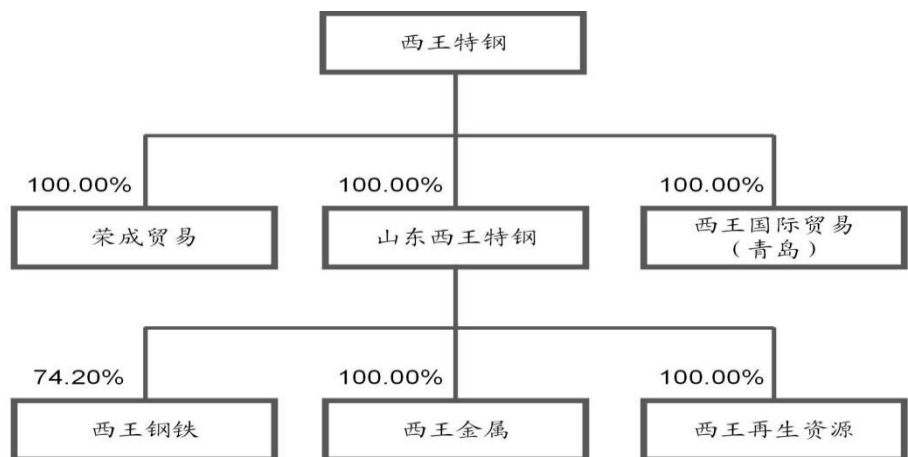 西王特钢
100.00%
100.00%
100.00%
荣成贸易
山东西王特钢
西王国际贸易
（青岛）
74.20%
100.00%
100.00%
西王钢铁
西王金属
西王再生资源